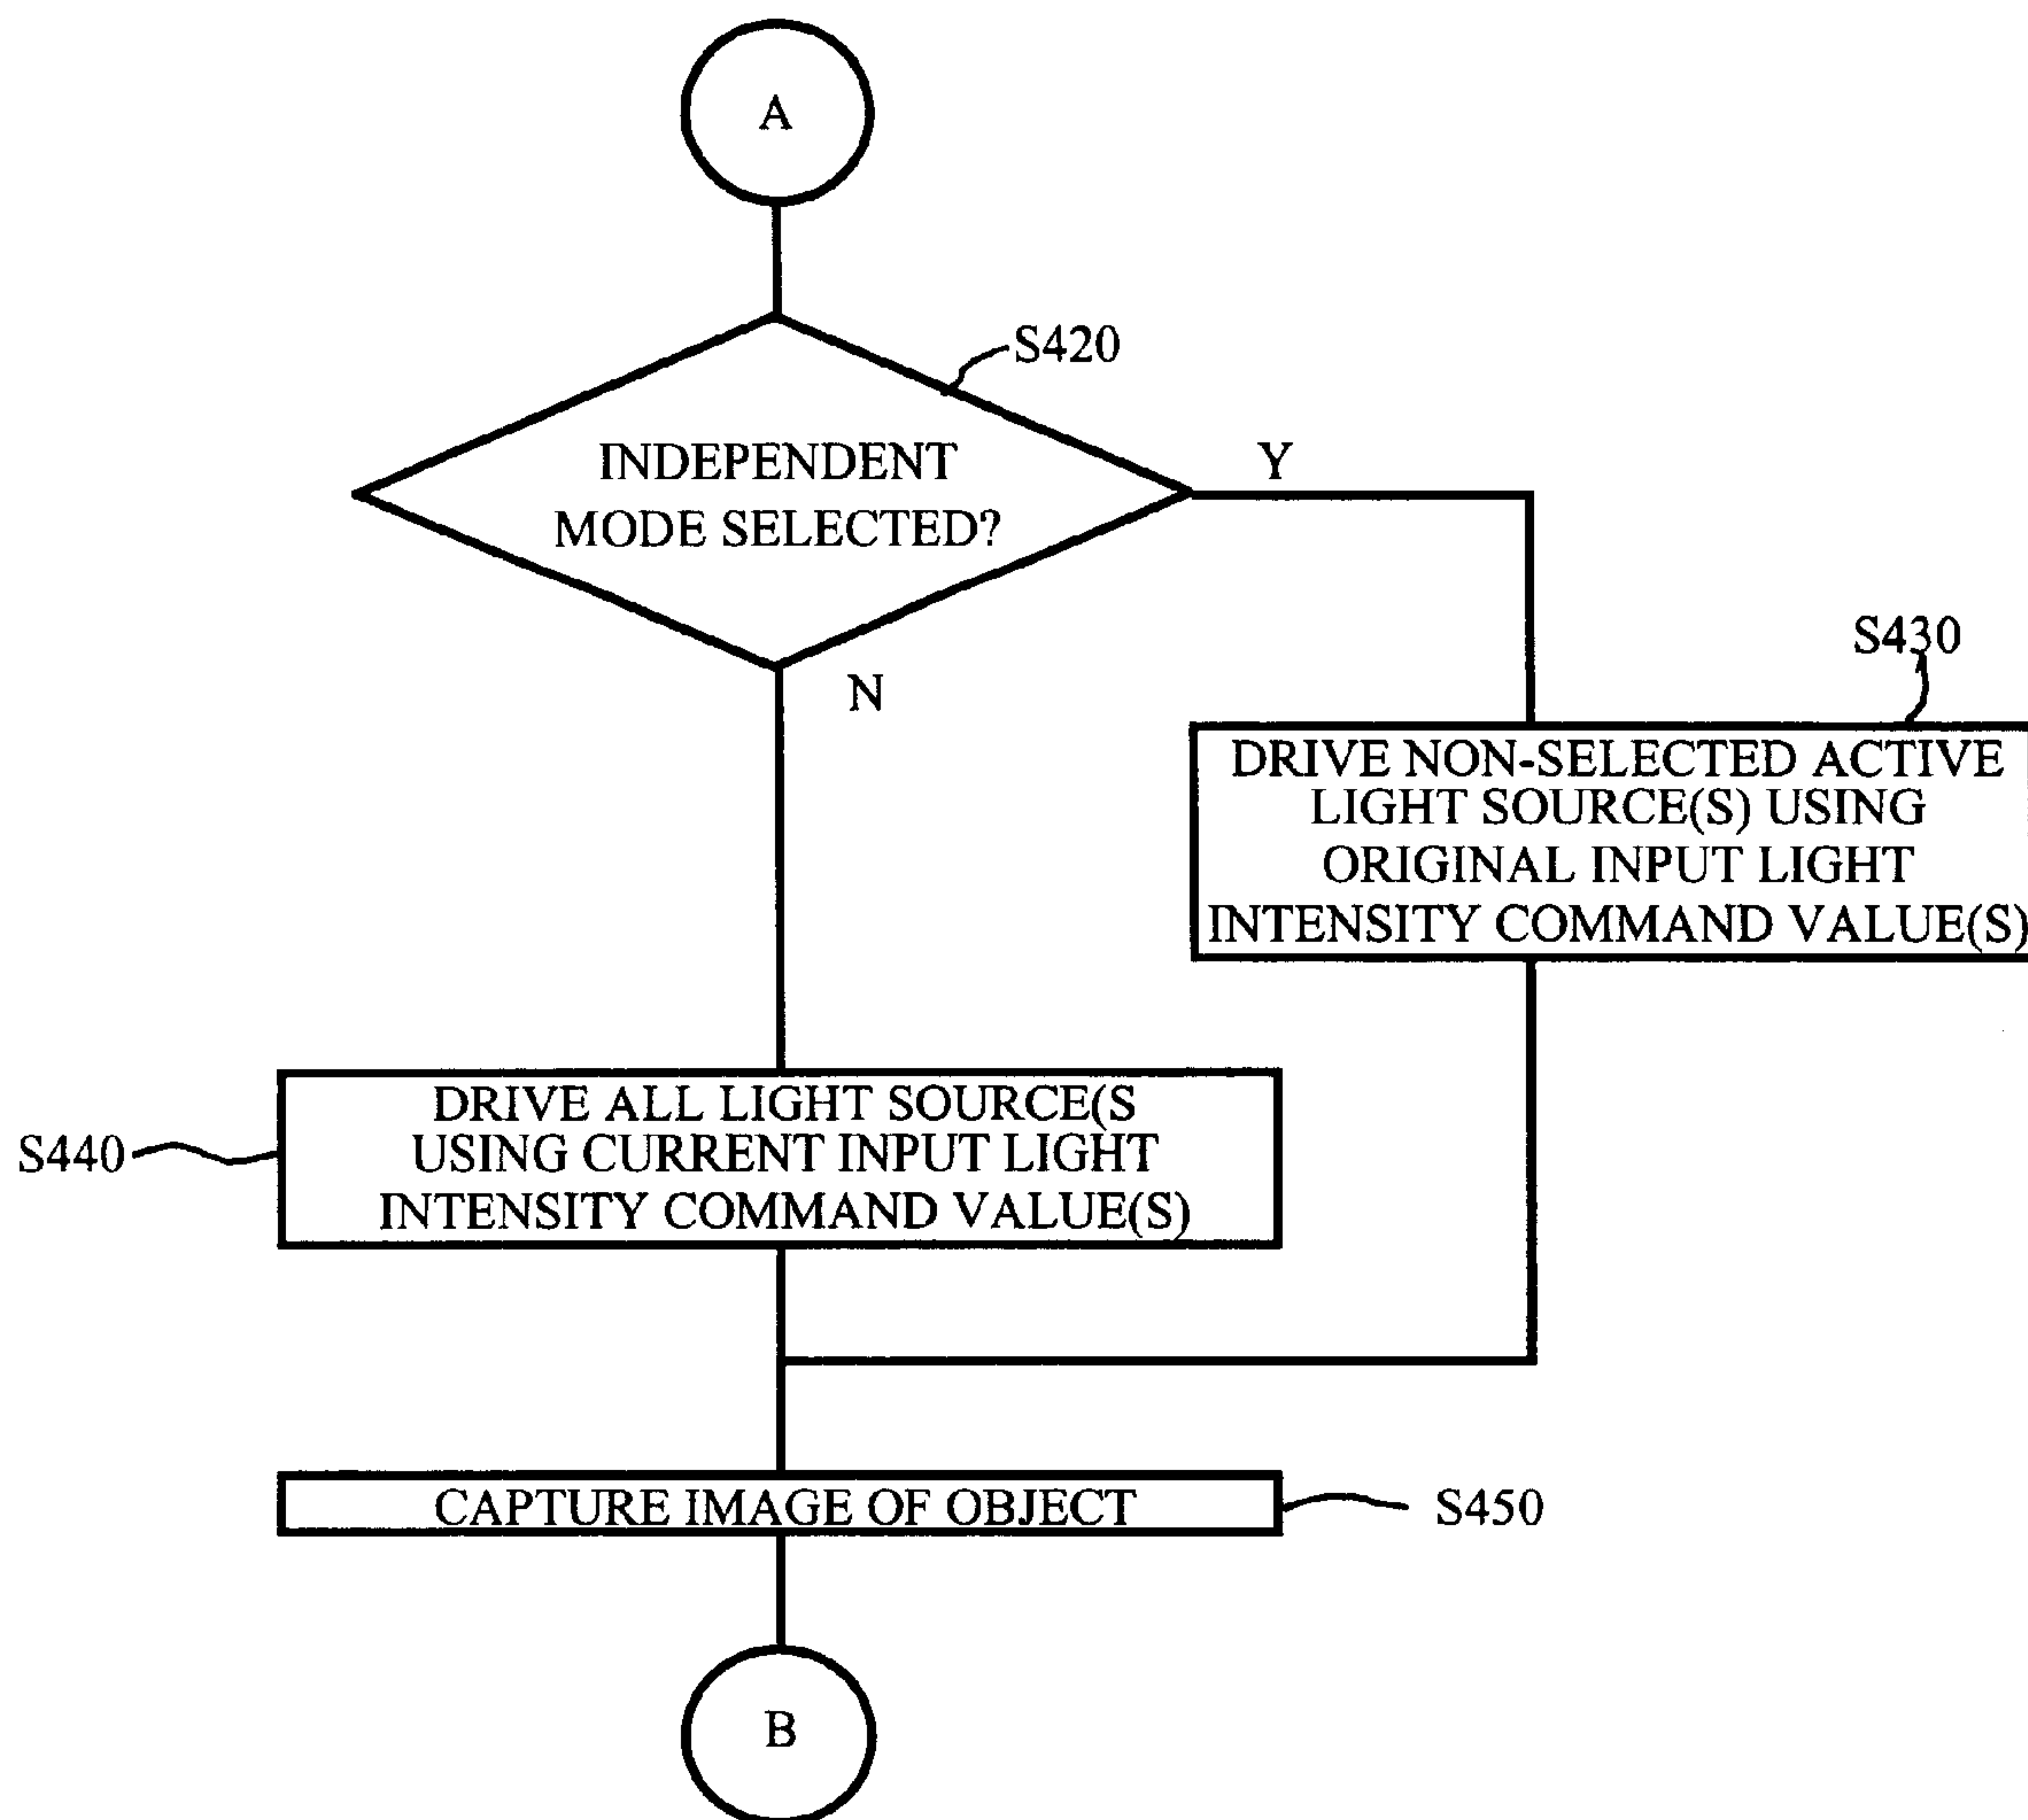 A
S420
INDEPENDENT
MODE SELECTED?
Y
N
S430
DRIVE NON-SELECTED ACTIVE
LIGHT SOURCE(S) USING
ORIGINAL INPUT LIGHT
INTENSITY COMMAND VALUE(S)
S440
DRIVE ALL LIGHT SOURCE(S
USING CURRENT INPUT LIGHT
INTENSITY COMMAND VALUE(S)
CAPTURE IMAGE OF OBJECT
S450
B